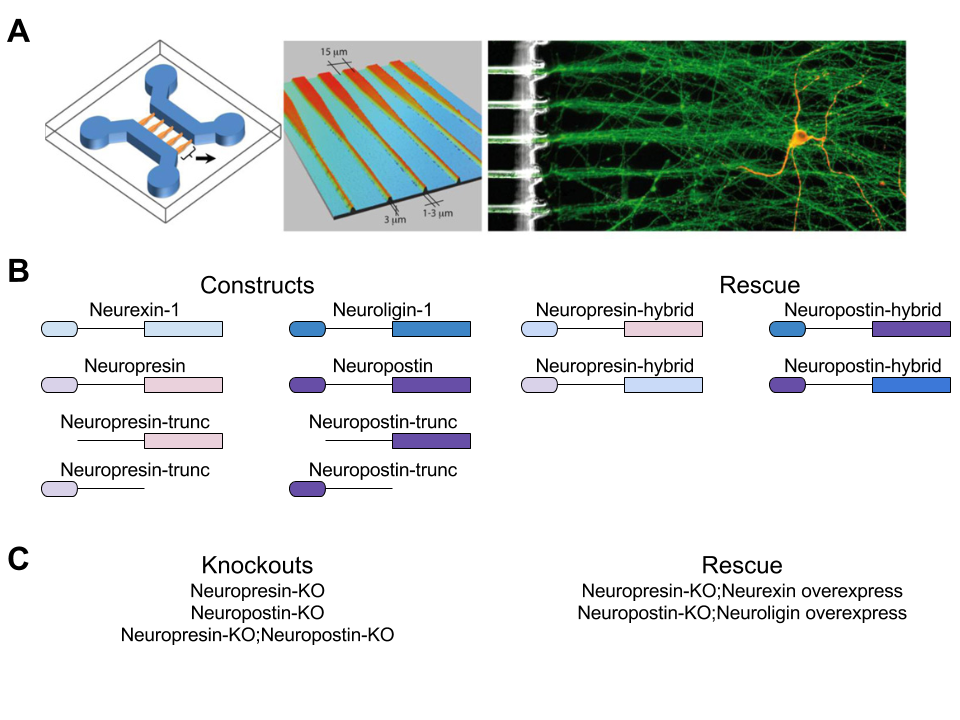 A
15 μm
3 μm
1-3 μm
B
Constructs
Rescue
Neurexin-1
Neuroligin-1
Neuropresin-hybrid
Neuropostin-hybrid
Neuropresin
Neuropostin
Neuropresin-hybrid
Neuropostin-hybrid
Neuropresin-trunc
Neuropostin-trunc
Neuropresin-trunc
Neuropostin-trunc
C
Knockouts
Rescue
Neuropresin-KO
Neuropresin-KO;Neurexin overexpress
Neuropostin-KO
Neuropostin-KO;Neuroligin overexpress
Neuropresin-KO;Neuropostin-KO